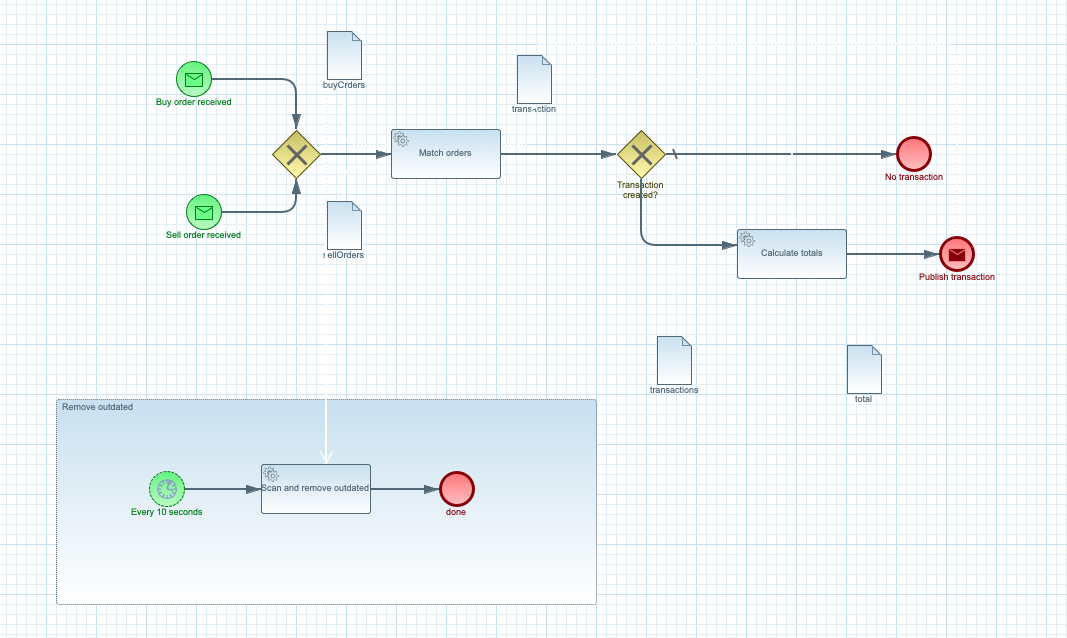 buyOrders
Buy order received
transaction
Match orders
No transaction
Transaction
created?
Sell order received
sellOrders
Calculate totals
Publish transaction
transactions
total
Remove outdated
Scan and remove outdated
Every 10 seconds
done